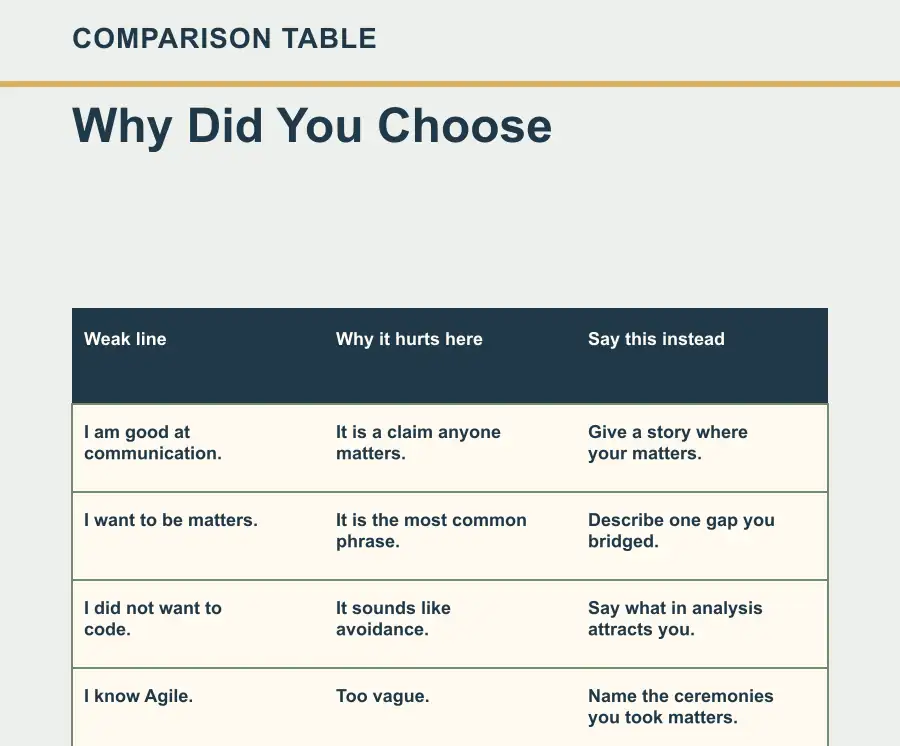 COMPARISON TABLE
Why Did You Choose
Weak line
Why it hurts here
Say this instead
I am good at
communication.
It is a claim anyone
matters.
Give a story where
your matters.
I want to be matters.
It is the most common
phrase.
Describe one gap you
bridged.
I did not want to
code.
It sounds like
avoidance.
Say what in analysis
attracts you.
I know Agile.
Too vague.
Name the ceremonies
you took matters.